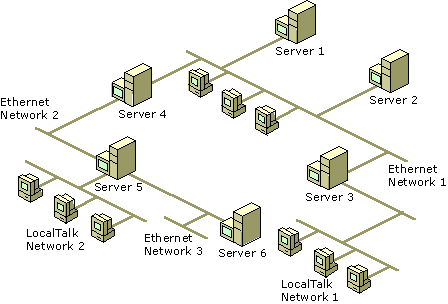 Server 1
Server 2
Ethernet
Network 2
Server 4
Ethernet
Network 1
Server 5
Server 3
LocalTalk
Network 2
Ethernet
Network 3
Server 6
LocalTalk
Network 1